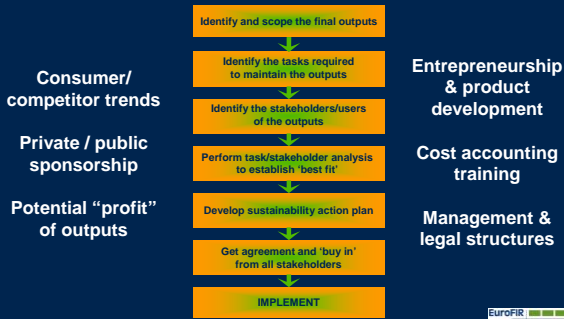 Identify and scope the final outputs
Identify the tasks required
to maintain the outputs
Identify the stakeholders/users
of the outputs
Perform task/stakeholder analysis
to establish ‘best fit’
Develop sustainability action plan
Get agreement and ‘buy in’
from all stakeholders
IMPLEMENT
Consumer/
competitor trends
Private / public
sponsorship
Potential “profit”
of outputs
Entrepreneurship
& product
development
Cost accounting
training
Management &
legal structures
EuroFIR